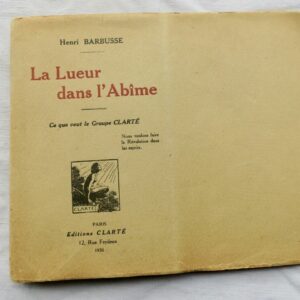 Henri BARBUSSE
La Lueur
dans l'Abîme
Ce que veut le Groupe CLARTÉ
Nous voulons faire
la Révolution dans
les esprits.
CLARTÉ
PARIS
Editions CLARTÉ
12, Rue Feydeau